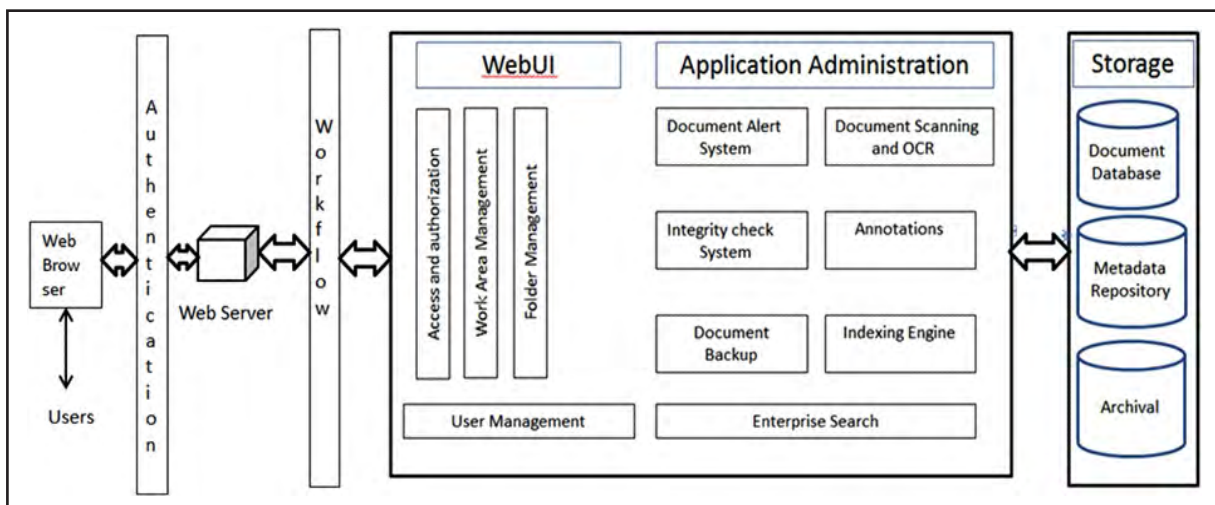 Users
Web
Brow
ser
Authentication
Web Server
Workflow
WebUI
Access and authorization
Work Area Management
Folder Management
User Management
Application Administration
Document Alert
System
Document Scanning
and OCR
Integrity check
System
Annotations
Document
Backup
Indexing Engine
Enterprise Search
Storage
Document
Database
Metadata
Repository
Archival